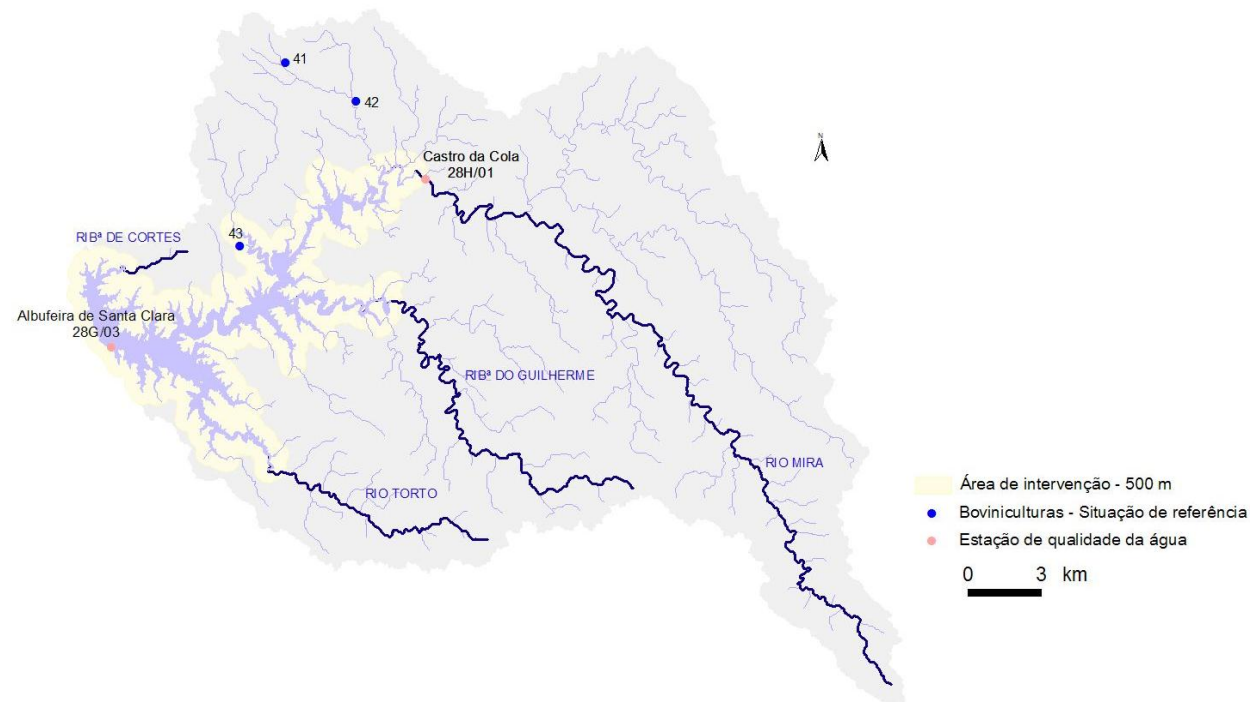 41
42
N
Castro da Cola
28H/01
43
RIBª DE CORTES
Albufeira de Santa Clara
28G/03
RIBª DO GUILHERME
RIO TORTO
RIO MIRA
Área de intervenção - 500 m
Boviniculturas - Situação de referência
Estação de qualidade da água
0 3 km